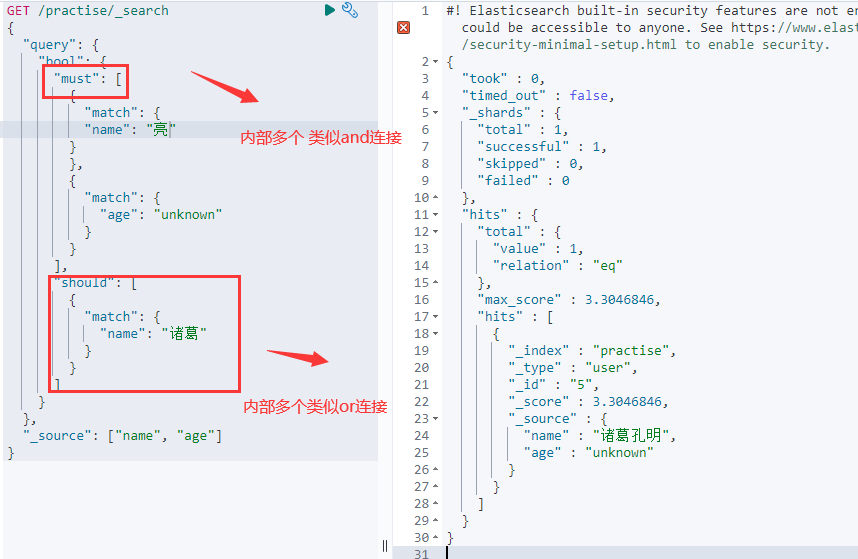 GET /practise/_search
{
"query": {
"bool": {
"must": [
{
"match": {
"name": "亮"
}
},
{
"match": {
"age": "unknown"
}
}
],
"should": [
{
"match": {
"name": "诸葛"
}
}
]
}
},
"_source": ["name", "age"]
}
内部多个 类似and连接
内部多个类似or连接
1 #! Elasticsearch built-in security features are not en
could be accessible to anyone. See https://www.elast
/security-minimal-setup.html to enable security.
2 {
3 "took" : 0,
4 "timed_out" : false,
5 "_shards" : {
6 "total" : 1,
7 "successful" : 1,
8 "skipped" : 0,
9 "failed" : 0
10 },
11 "hits" : {
12 "total" : {
13 "value" : 1,
14 "relation" : "eq"
15 },
16 "max_score" : 3.3046846,
17 "hits" : [
18 {
19 "_index" : "practise",
20 "_type" : "user",
21 "_id" : "5",
22 "_score" : 3.3046846,
23 "_source" : {
24 "name" : "诸葛孔明",
25 "age" : "unknown"
26 }
27 }
28 ]
29 }
30 }
31